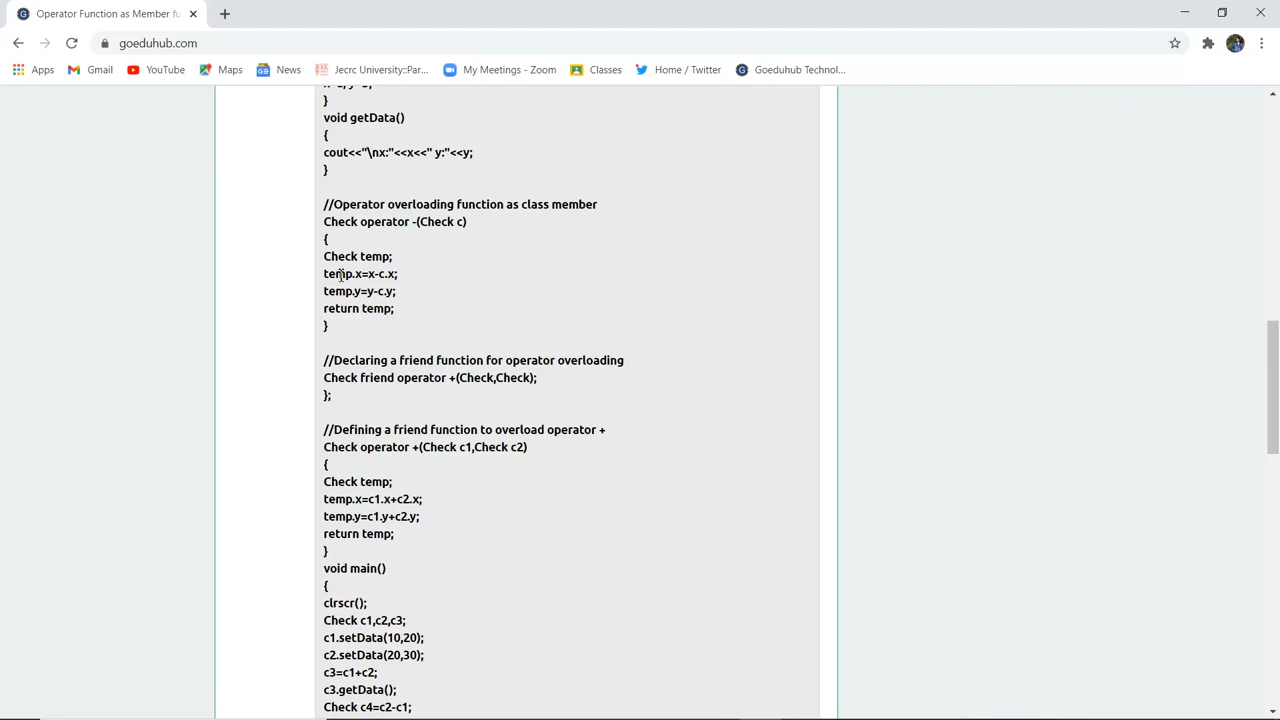 Operator Function as Member fu
goeduhub.com
Apps
Gmail
YouTube
Maps
News
Jecrc University::Par...
My Meetings - Zoom
Classes
Home / Twitter
Goeduhub Technol...
}
void getData()
{
cout<<"\nx:"<<x<<" y:"<<y;
}
//Operator overloading function as class member
Check operator -(Check c)
{
Check temp;
temp.x=x-c.x;
temp.y=y-c.y;
return temp;
}
//Declaring a friend function for operator overloading
Check friend operator +(Check,Check);
};
//Defining a friend function to overload operator +
Check operator +(Check c1,Check c2)
{
Check temp;
temp.x=c1.x+c2.x;
temp.y=c1.y+c2.y;
return temp;
}
void main()
{
clrscr();
Check c1,c2,c3;
c1.setData(10,20);
c2.setData(20,30);
c3=c1+c2;
c3.getData();
Check c4=c2-c1;